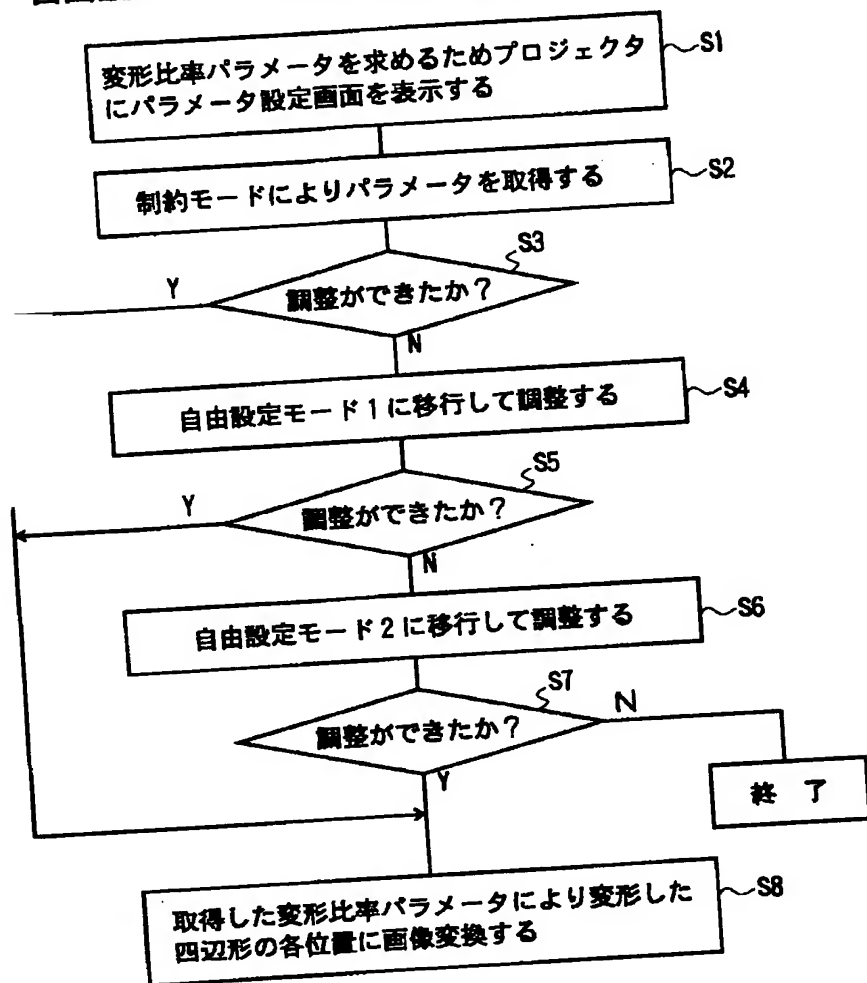 変形比率パラメータを求めるためプロジェクタ
にパラメータ設定画面を表示する
S1
制約モードによりパラメータを取得する
S2
S3
Y
調整ができたか？
N
自由設定モード1に移行して調整する
S4
S5
Y
調整ができたか？
N
自由設定モード2に移行して調整する
S6
S7
調整ができたか？
N
Y
終 了
取得した変形比率パラメータにより変形した
四辺形の各位置に画像変換する
S8